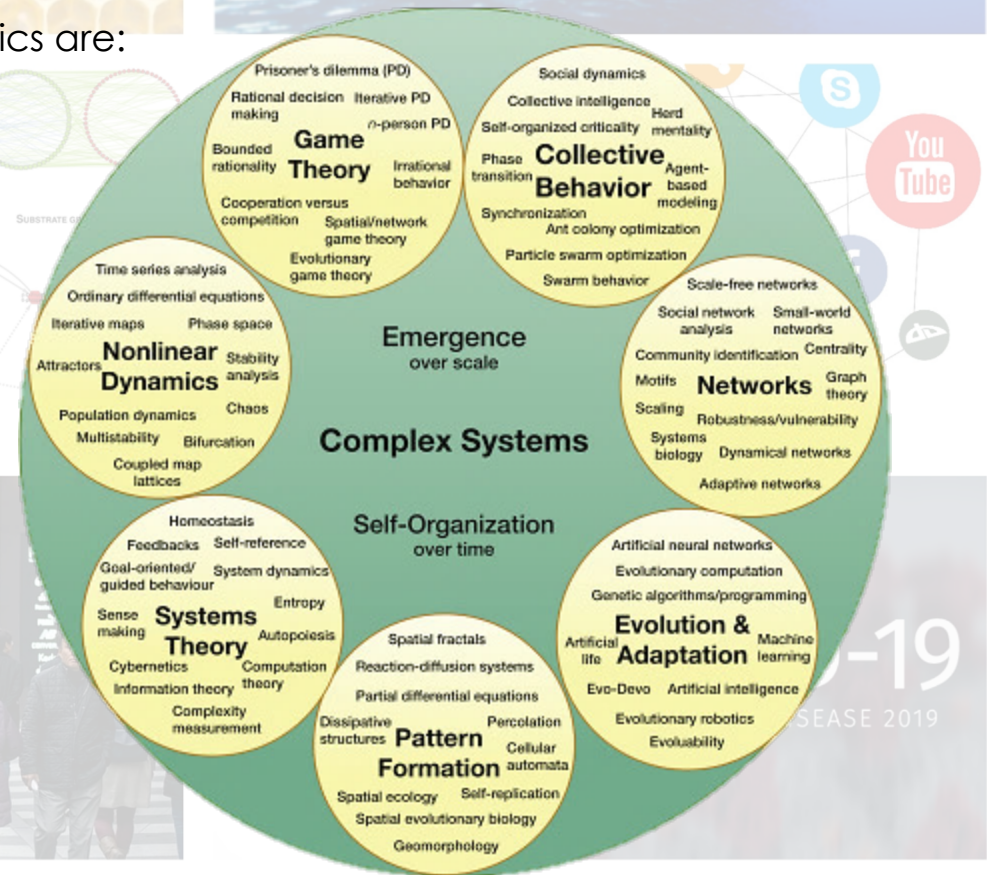 ics are:
Prisoner's dilemma (PD)
Rational decision making
Iterative PD
n-person PD
Game Theory
Bounded rationality
Irrational behavior
Cooperation versus competition
Spatial/network game theory
Evolutionary game theory
Social dynamics
Collective intelligence
Herd mentality
Self-organized criticality
Phase transition
Collective Behavior
Agent-based modeling
Synchronization
Ant colony optimization
Particle swarm optimization
Swarm behavior
You Tube
SUBSTRATE
Time series analysis
Ordinary differential equations
Iterative maps
Phase space
Attractors
Nonlinear Dynamics
Stability analysis
Population dynamics
Chaos
Multistability
Bifurcation
Coupled map lattices
Emergence
over scale
Complex Systems
Self-Organization
over time
Scale-free networks
Social network analysis
Small-world networks
Community identification
Centrality
Motifs
Networks
Graph theory
Scaling
Robustness/vulnerability
Systems biology
Dynamical networks
Adaptive networks
Homeostasis
Feedbacks
Self-reference
Goal-oriented/guided behaviour
System dynamics
Entropy
Sense making
Systems Theory
Autopoiesis
Cybernetics
Computation theory
Information theory
Complexity measurement
Spatial fractals
Reaction-diffusion systems
Partial differential equations
Dissipative structures
Percolation
Pattern Formation
Cellular automata
Spatial ecology
Self-replication
Spatial evolutionary biology
Geomorphology
Artificial neural networks
Evolutionary computation
Genetic algorithms/programming
Evolution & Adaptation
Artificial life
Machine learning
Evo-Devo
Artificial intelligence
Evolutionary robotics
Evoluability
-19
SEASE 2019